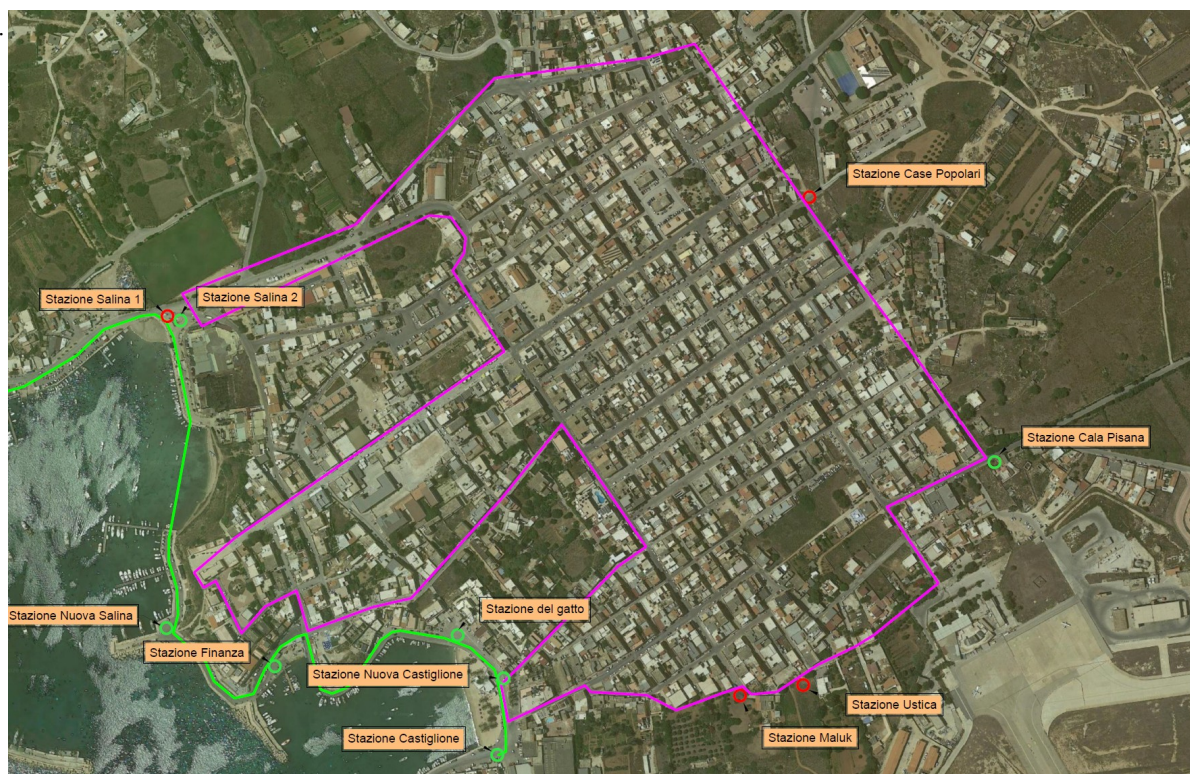 Stazione Case Popolari
Stazione Salina 1
Stazione Salina 2
Stazione Cala Pisana
Stazione Nuova Salina
Stazione del gatto
Stazione Finanza
Stazione Nuova Castiglione
Stazione Ustica
Stazione Castiglione
Stazione Maluk